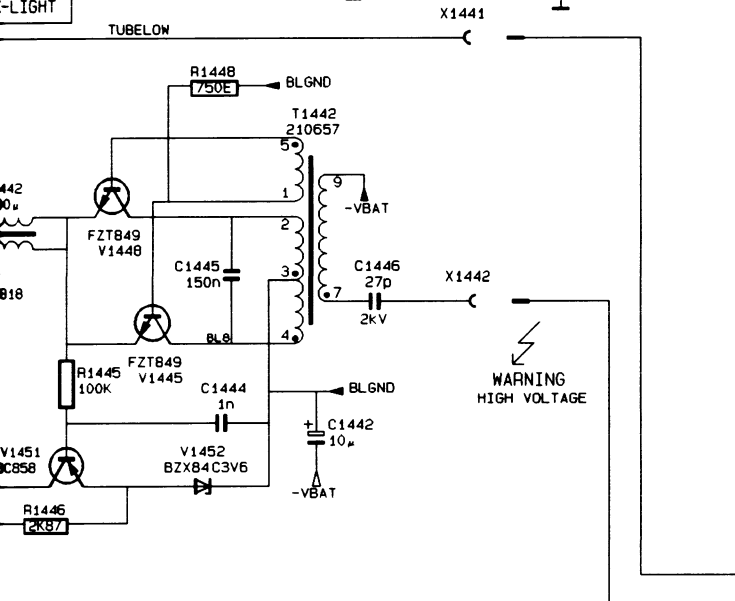 -LIGHT
X1441
TUBELOW
R1448
750E
BLGND
T1442
210657
5
1
9
-VBAT
442
0µ
FZT849
V1448
2
C1445
150n
3
C1446
27p
X1442
818
7
2kV
BL8
4
FZT849
V1445
WARNING
HIGH VOLTAGE
R1445
100K
C1444
1n
BLGND
+
C1442
10µ
V1451
C858
V1452
BZX84C3V6
-VBAT
R1446
2K87